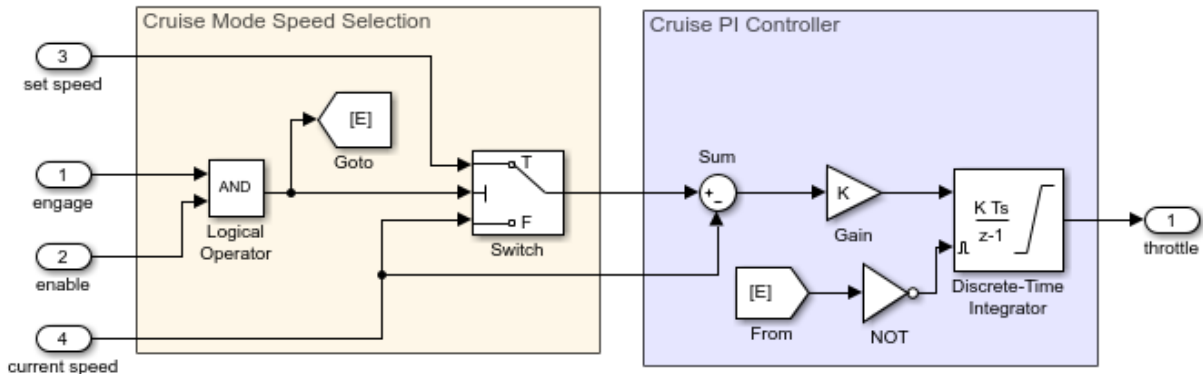 Cruise Mode Speed Selection
Cruise PI Controller
3
set speed
[E]
Goto
1
engage
AND
Logical
Operator
2
enable
T
F
Switch
4
current speed
Sum
+
-
K
Gain
[E]
From
NOT
K Ts
z-1
Discrete-Time
Integrator
1
throttle